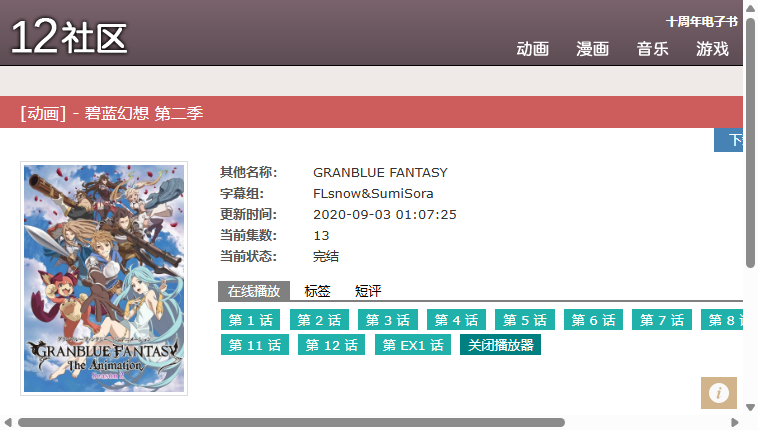 12社区
十周年电子书
动画 漫画 音乐 游戏
[动画] - 碧蓝幻想 第二季
下
其他名称: GRANBLUE FANTASY
字幕组: FLsnow&SumiSora
更新时间: 2020-09-03 01:07:25
当前集数: 13
当前状态: 完结
GRANBLUE FANTASY
The Animation
Season 2
在线播放 标签 短评
第 1 话 第 2 话 第 3 话 第 4 话 第 5 话 第 6 话 第 7 话 第 8
第 11 话 第 12 话 第 EX1 话 关闭播放器
i